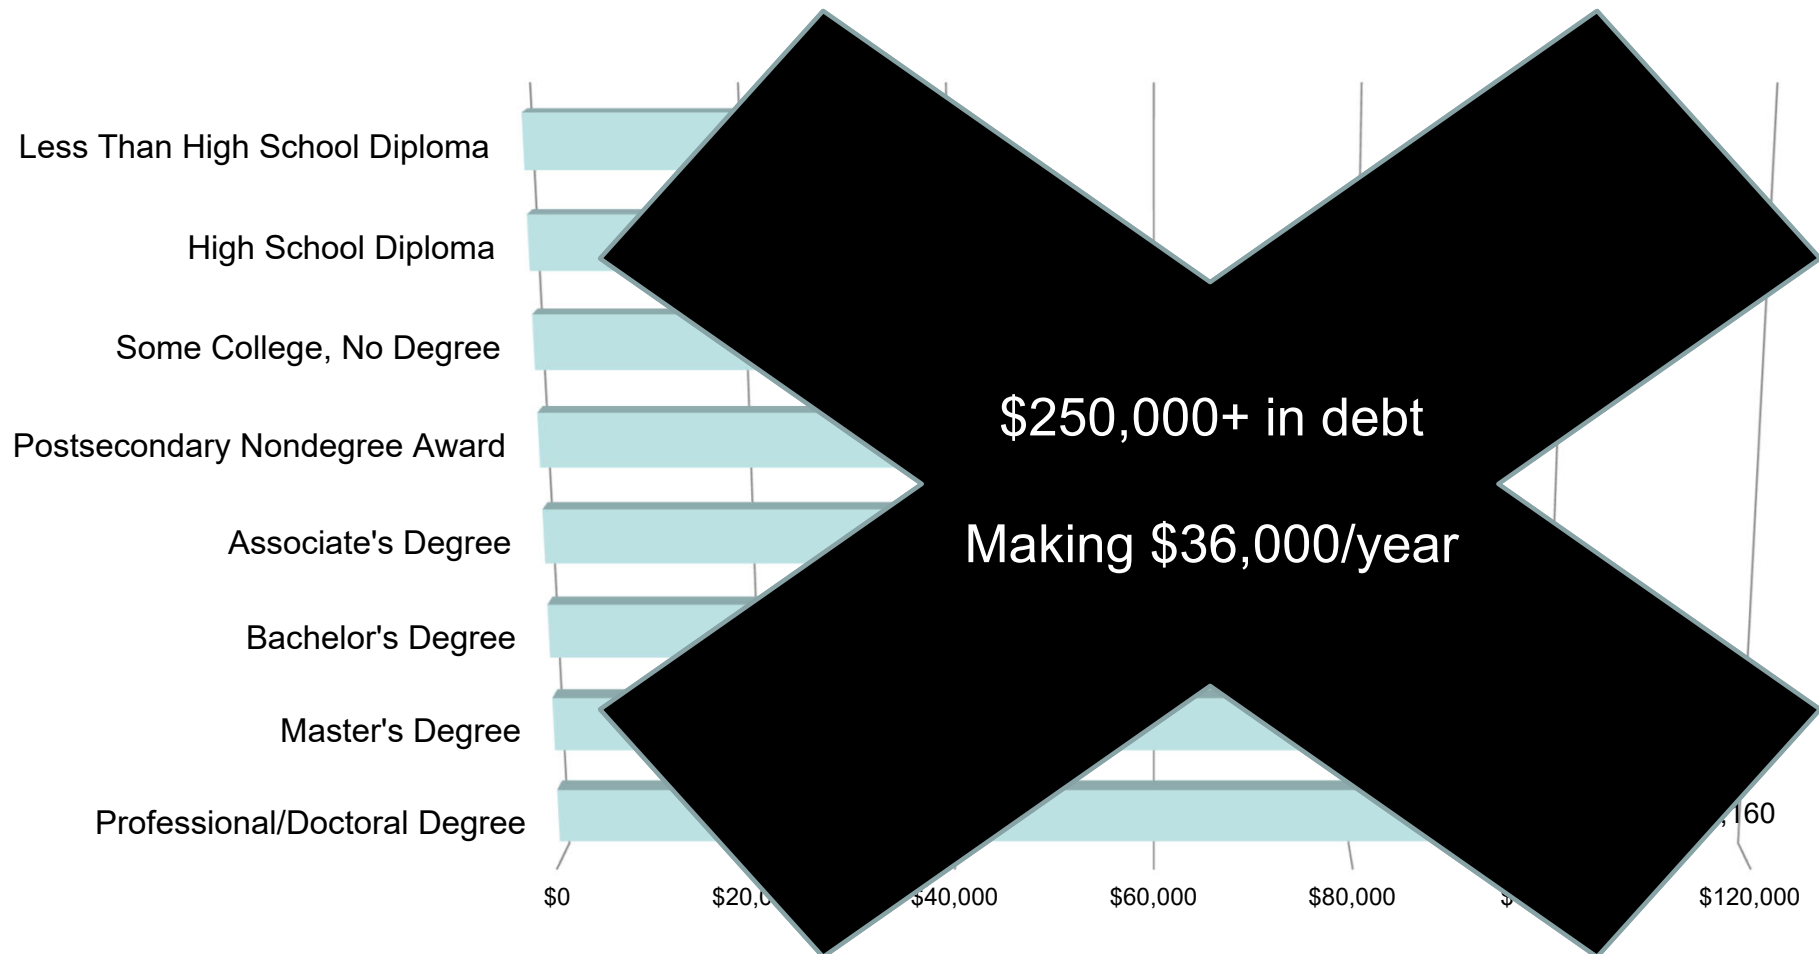 Less Than High School Diploma
High School Diploma
Some College, No Degree
$250,000+ in debt
Postsecondary Nondegree Award
Associate's Degree
Making $36,000/year
Bachelor's Degree
Master's Degree
Professional/Doctoral Degree
,160
$0 $40,000 $60,000 $80,000 $120,000